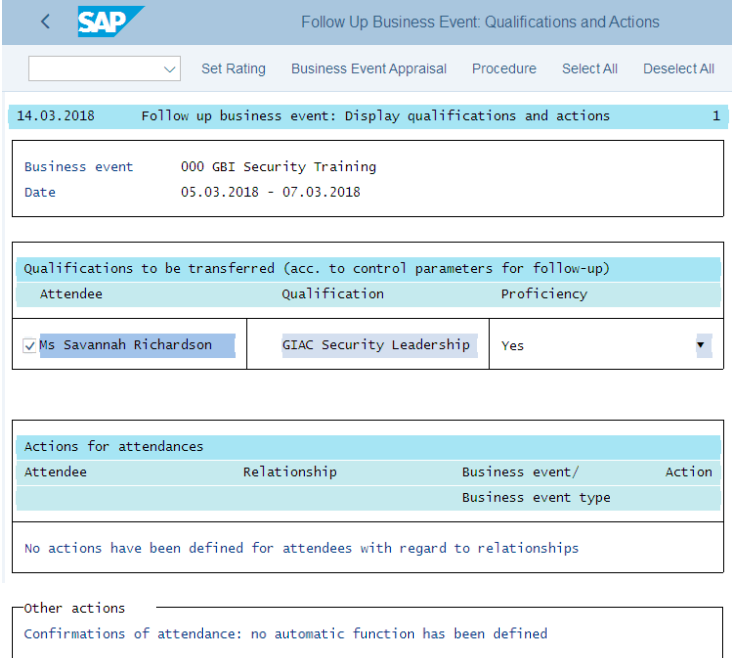 SAP Follow Up Business Event: Qualifications and Actions
Set Rating Business Event Appraisal Procedure Select All Deselect All
14.03.2018 Follow up business event: Display qualifications and actions 1
Business event 000 GBI Security Training
Date 05.03.2018 - 07.03.2018
Qualifications to be transferred (acc. to control parameters for follow-up)
Attendee Qualification Proficiency
Ms Savannah Richardson GIAC Security Leadership Yes
Actions for attendances
Attendee Relationship Business event/ Action
Business event type
No actions have been defined for attendees with regard to relationships
Other actions
Confirmations of attendance: no automatic function has been defined